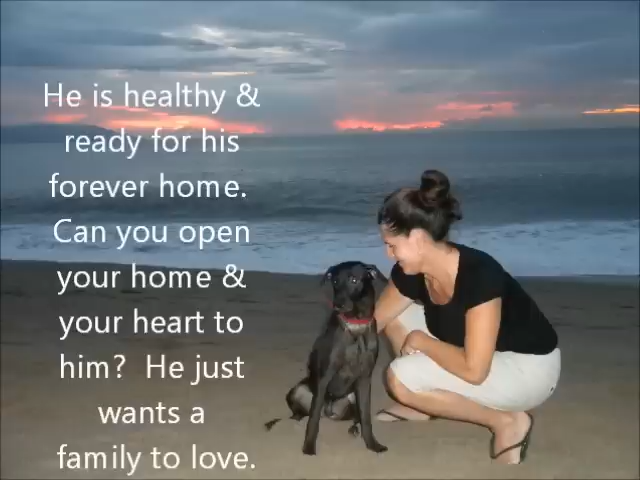 He is healthy &
ready for his
forever home.
Can you open
your home &
your heart to
him?  He just
wants a
family to love.